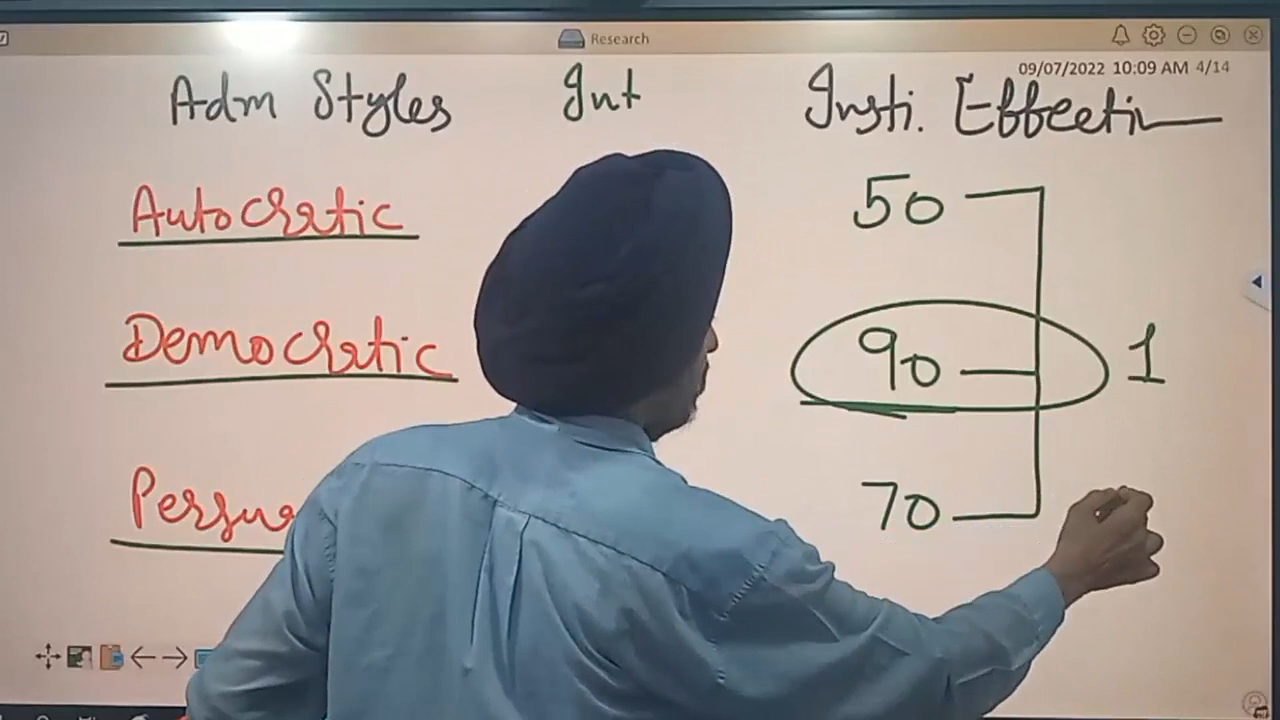 Research
09/07/2022 10:09 AM 4/14
Adm Styles Int Insti. Effecti
Autocratic 50
Democratic 90 1
Persua 70